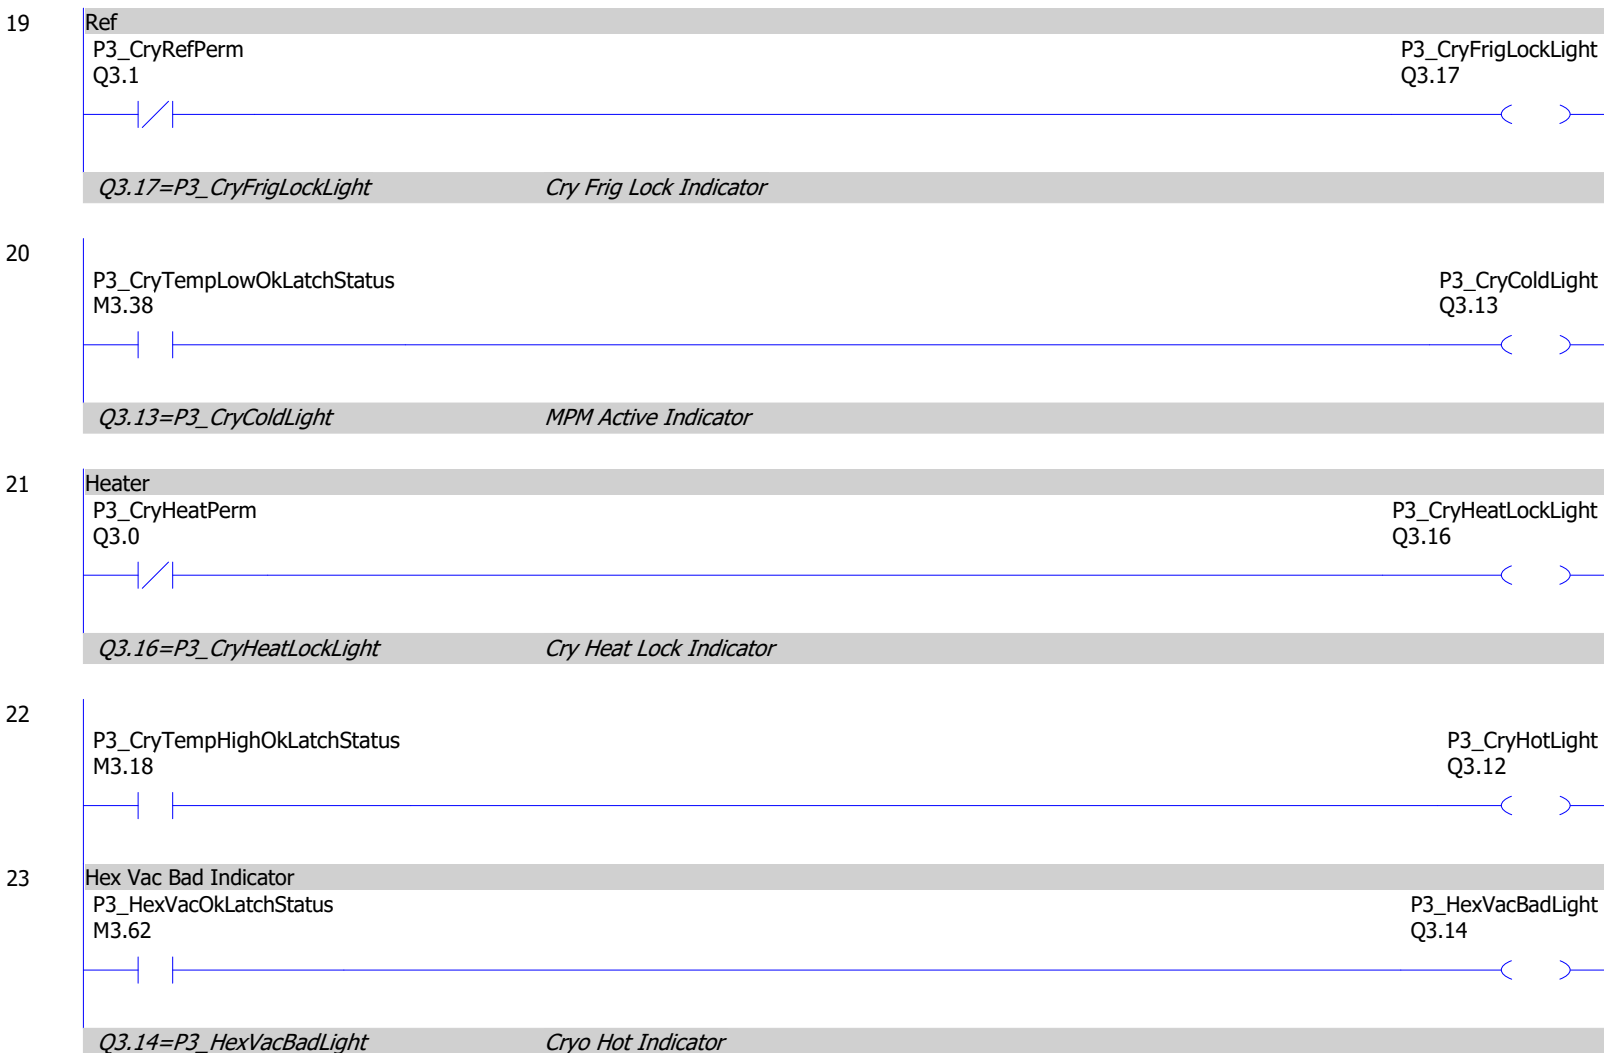 19 Ref
P3_CryRefPerm P3_CryFrigLockLight
Q3.1 Q3.17
Q3.17=P3_CryFrigLockLight Cry Frig Lock Indicator
20
P3_CryTempLowOkLatchStatus P3_CryColdLight
M3.38 Q3.13
Q3.13=P3_CryColdLight MPM Active Indicator
21 Heater
P3_CryHeatPerm P3_CryHeatLockLight
Q3.0 Q3.16
Q3.16=P3_CryHeatLockLight Cry Heat Lock Indicator
22
P3_CryTempHighOkLatchStatus P3_CryHotLight
M3.18 Q3.12
23 Hex Vac Bad Indicator
P3_HexVacOkLatchStatus P3_HexVacBadLight
M3.62 Q3.14
Q3.14=P3_HexVacBadLight Cryo Hot Indicator